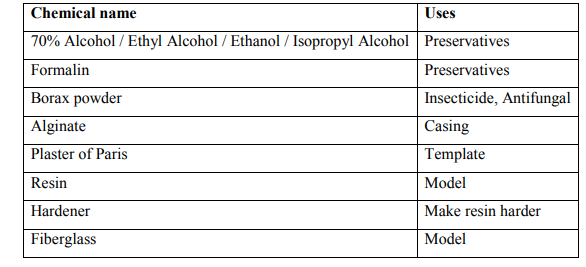 Chemical name Uses
70% Alcohol / Ethyl Alcohol / Ethanol / Isopropyl Alcohol Preservatives
Formalin Preservatives
Borax powder Insecticide, Antifungal
Alginate Casing
Plaster of Paris Template
Resin Model
Hardener Make resin harder
Fiberglass Model